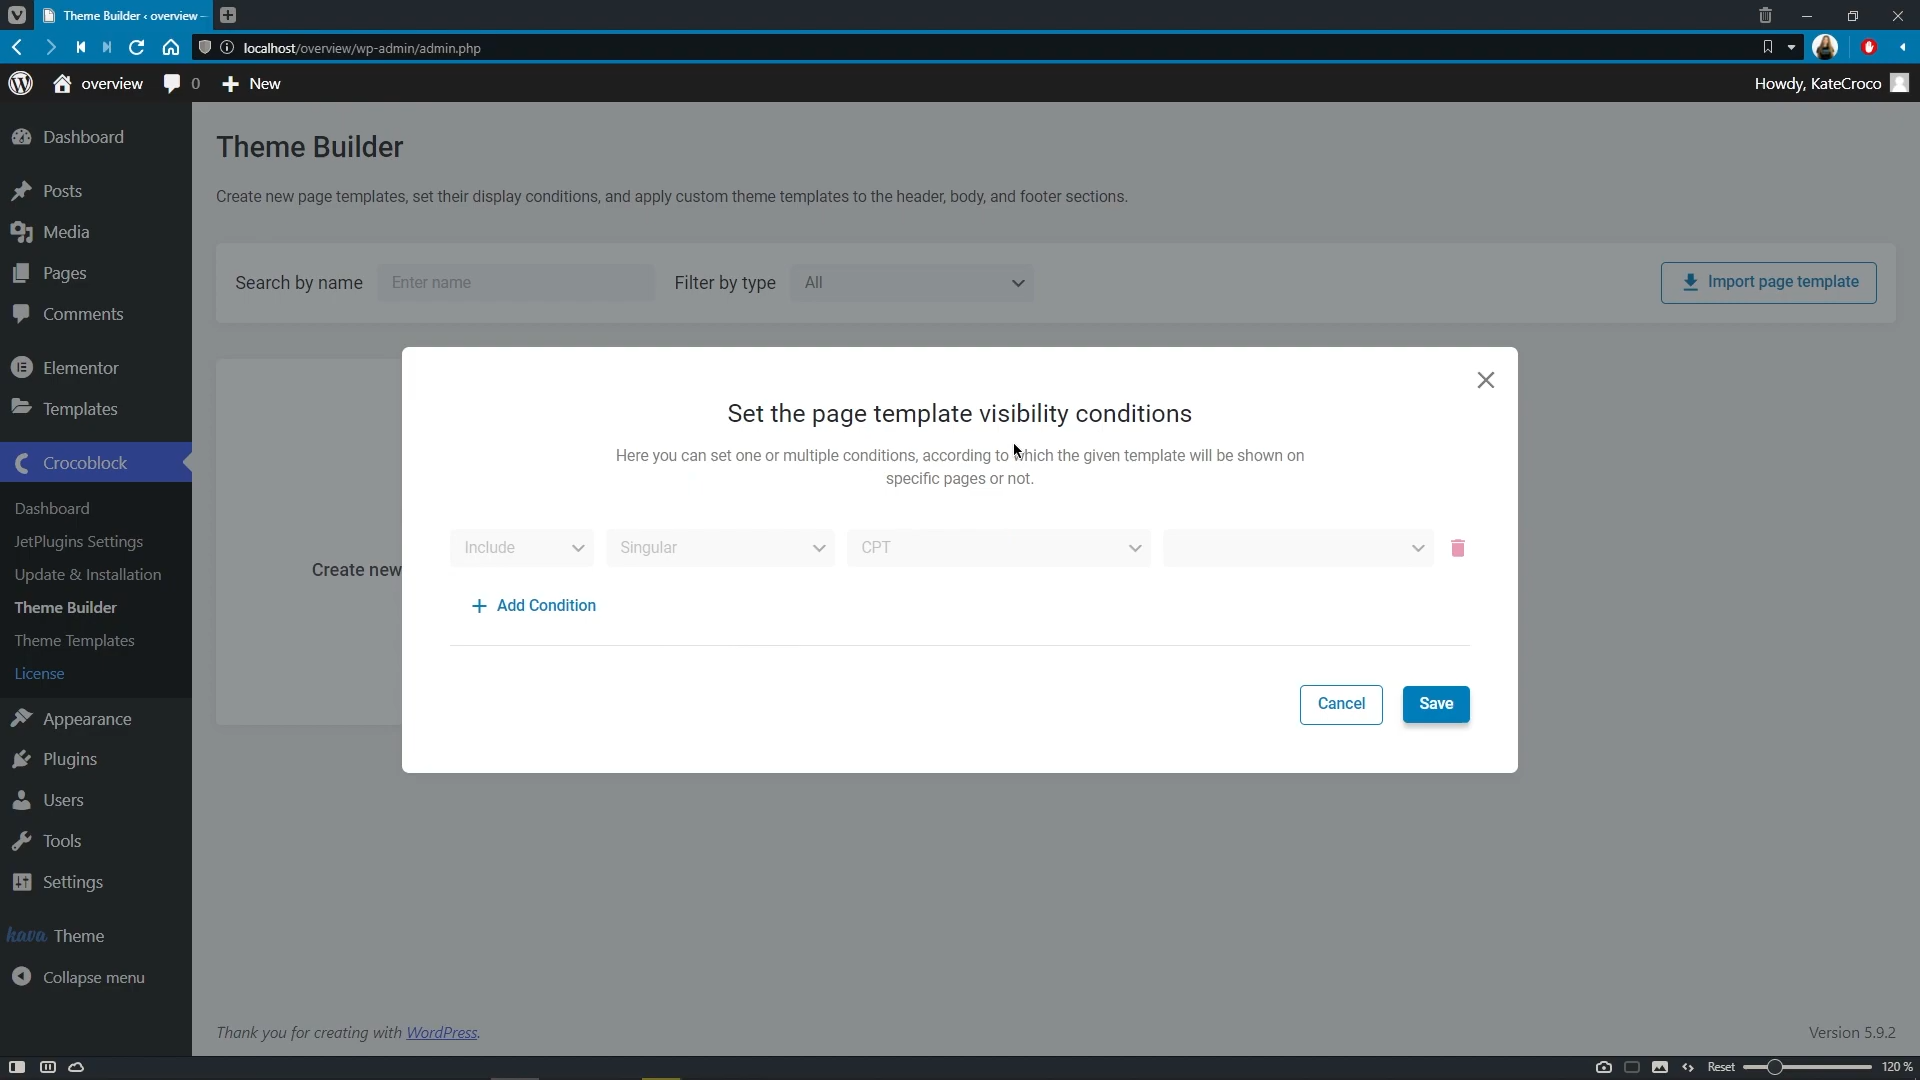 Theme Builder ‹ overview —
localhost/overview/wp-admin/admin.php
overview
0
New
Howdy, KateCroco
Dashboard
Posts
Media
Pages
Comments
Elementor
Templates
Crocoblock
Dashboard
JetPlugins Settings
Update & Installation
Theme Builder
Theme Templates
License
Appearance
Plugins
Users
Tools
Settings
kava Theme
Collapse menu
Theme Builder
Create new page templates, set their display conditions, and apply custom theme templates to the header, body, and footer sections.
Search by name
Enter name
Filter by type
All
Import page template
Create new
Set the page template visibility conditions
Here you can set one or multiple conditions, according to which the given template will be shown on
specific pages or not.
Include
Singular
CPT
Add Condition
Cancel
Save
Thank you for creating with WordPress.
Version 5.9.2
Reset
120 %